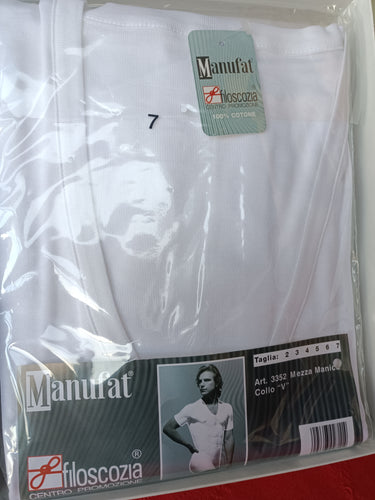 Manufat®
filoscozia
CENTRO PROMOZIONE
100% COTONE
7
Taglia: 2 3 4 5 6 7
Art. 3352 Mezza Manica
Collo "V"
Manufat®
filoscozia®
CENTRO PROMOZIONE